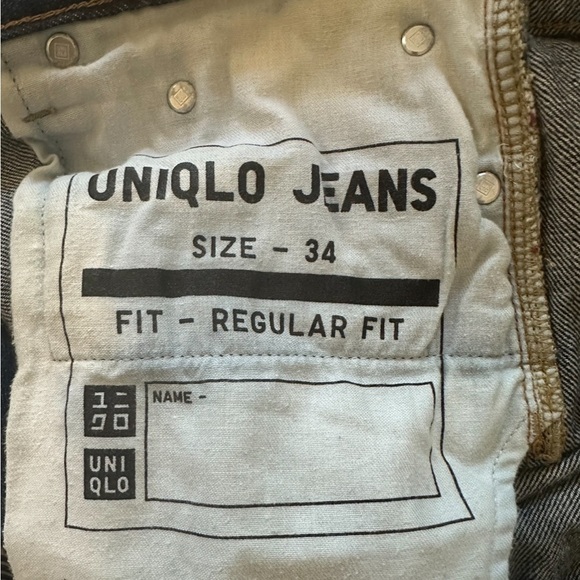 UNIQLO JEANS
SIZE - 34
FIT - REGULAR FIT
NAME -
ユニ
クロ
UNI
QLO